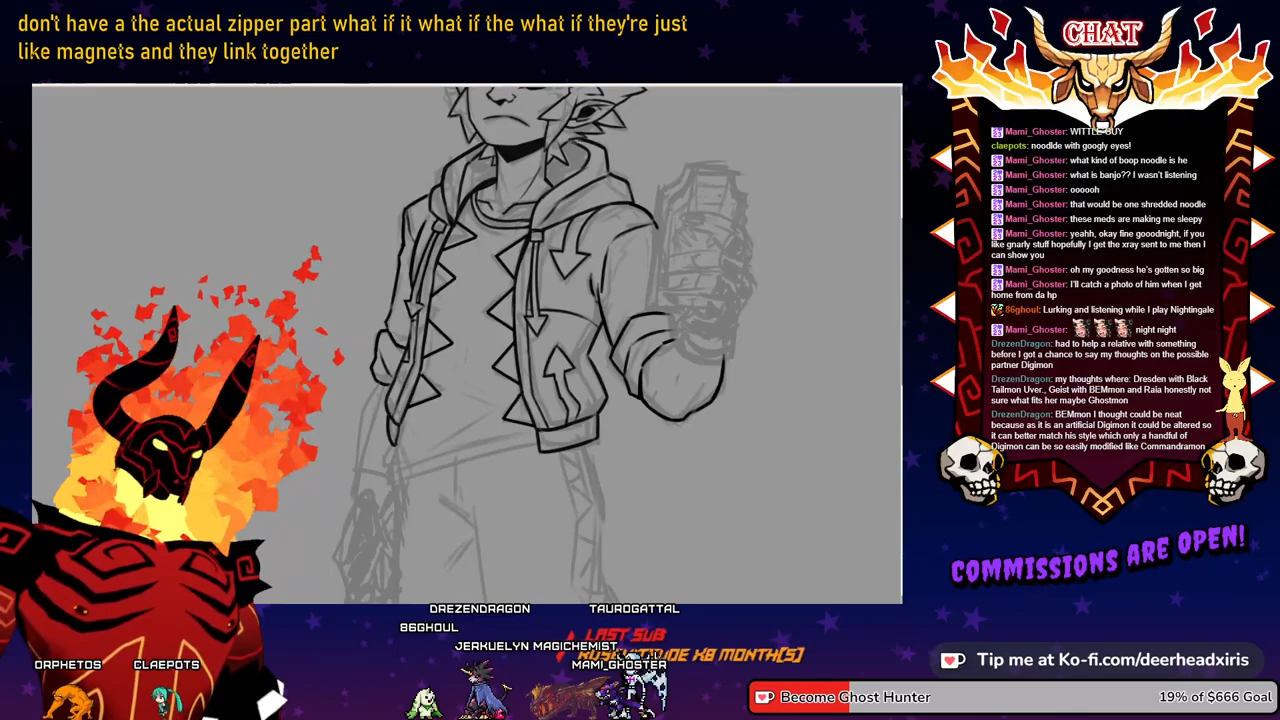 don't have a the actual zipper part what if it what if the what if they're just
like magnets and they link together
CHAT
Mami_Ghoster: WITTLE GUY
claepots: noodlde with googly eyes!
Mami_Ghoster: what kind of boop noodle is he
Mami_Ghoster: what is banjo?? I wasn't listening
Mami_Ghoster: oooooh
Mami_Ghoster: that would be one shredded noodle
Mami_Ghoster: these meds are making me sleepy
Mami_Ghoster: yeahh, okay fine gooodnight, if you
like gnarly stuff hopefully I get the xray sent to me then I
can show you
Mami_Ghoster: oh my goodness he's gotten so big
Mami_Ghoster: I'll catch a photo of him when I get
home from da hp
86ghoul: Lurking and listening while I play Nightingale
Mami_Ghoster: night night
DrezenDragon: had to help a relative with something
before I got a chance to say my thoughts on the possible
partner Digimon
DrezenDragon: my thoughts where: Dresden with Black
Tailmon Uver., Geist with BEMmon and Raia honestly not
sure what fits her maybe Ghostmon
DrezenDragon: BEMmon I thought could be neat
because as it is an artificial Digimon it could be altered so
it can better match his style which only a handful of
Digimon can be so easily modified like Commandramon
COMMISSIONS ARE OPEN!
DREZENDRAGON
TAUROGATTAL
86GHOUL
LAST SUB
JERKUELYN MAGICHEMIST
X8 MONTH(S)
MAMI_GHOSTER
ORPHETOS
CLAEPOTS
Tip me at Ko-fi.com/deerheadxiris
Become Ghost Hunter
19% of $666 Goal